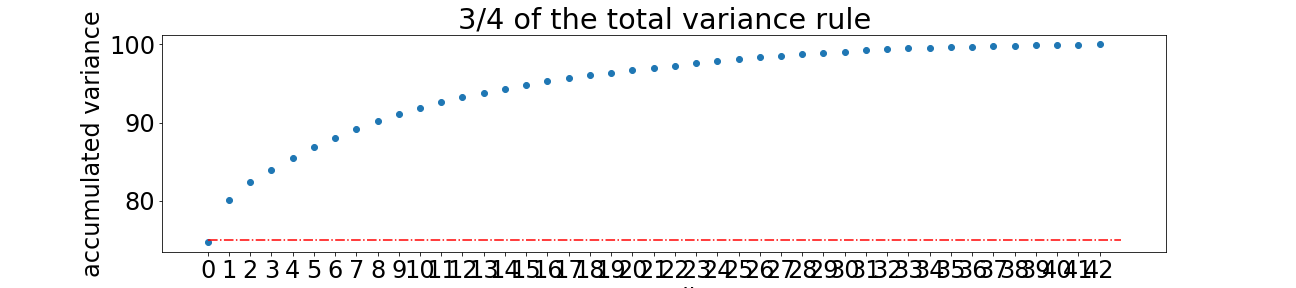 3/4 of the total variance rule
accumulated variance
100
90
80
0 1 2 3 4 5 6 7 8 9 10 11 12 13 14 15 16 17 18 19 20 21 22 23 24 25 26 27 28 29 30 31 32 33 34 35 36 37 38 39 40 41 42